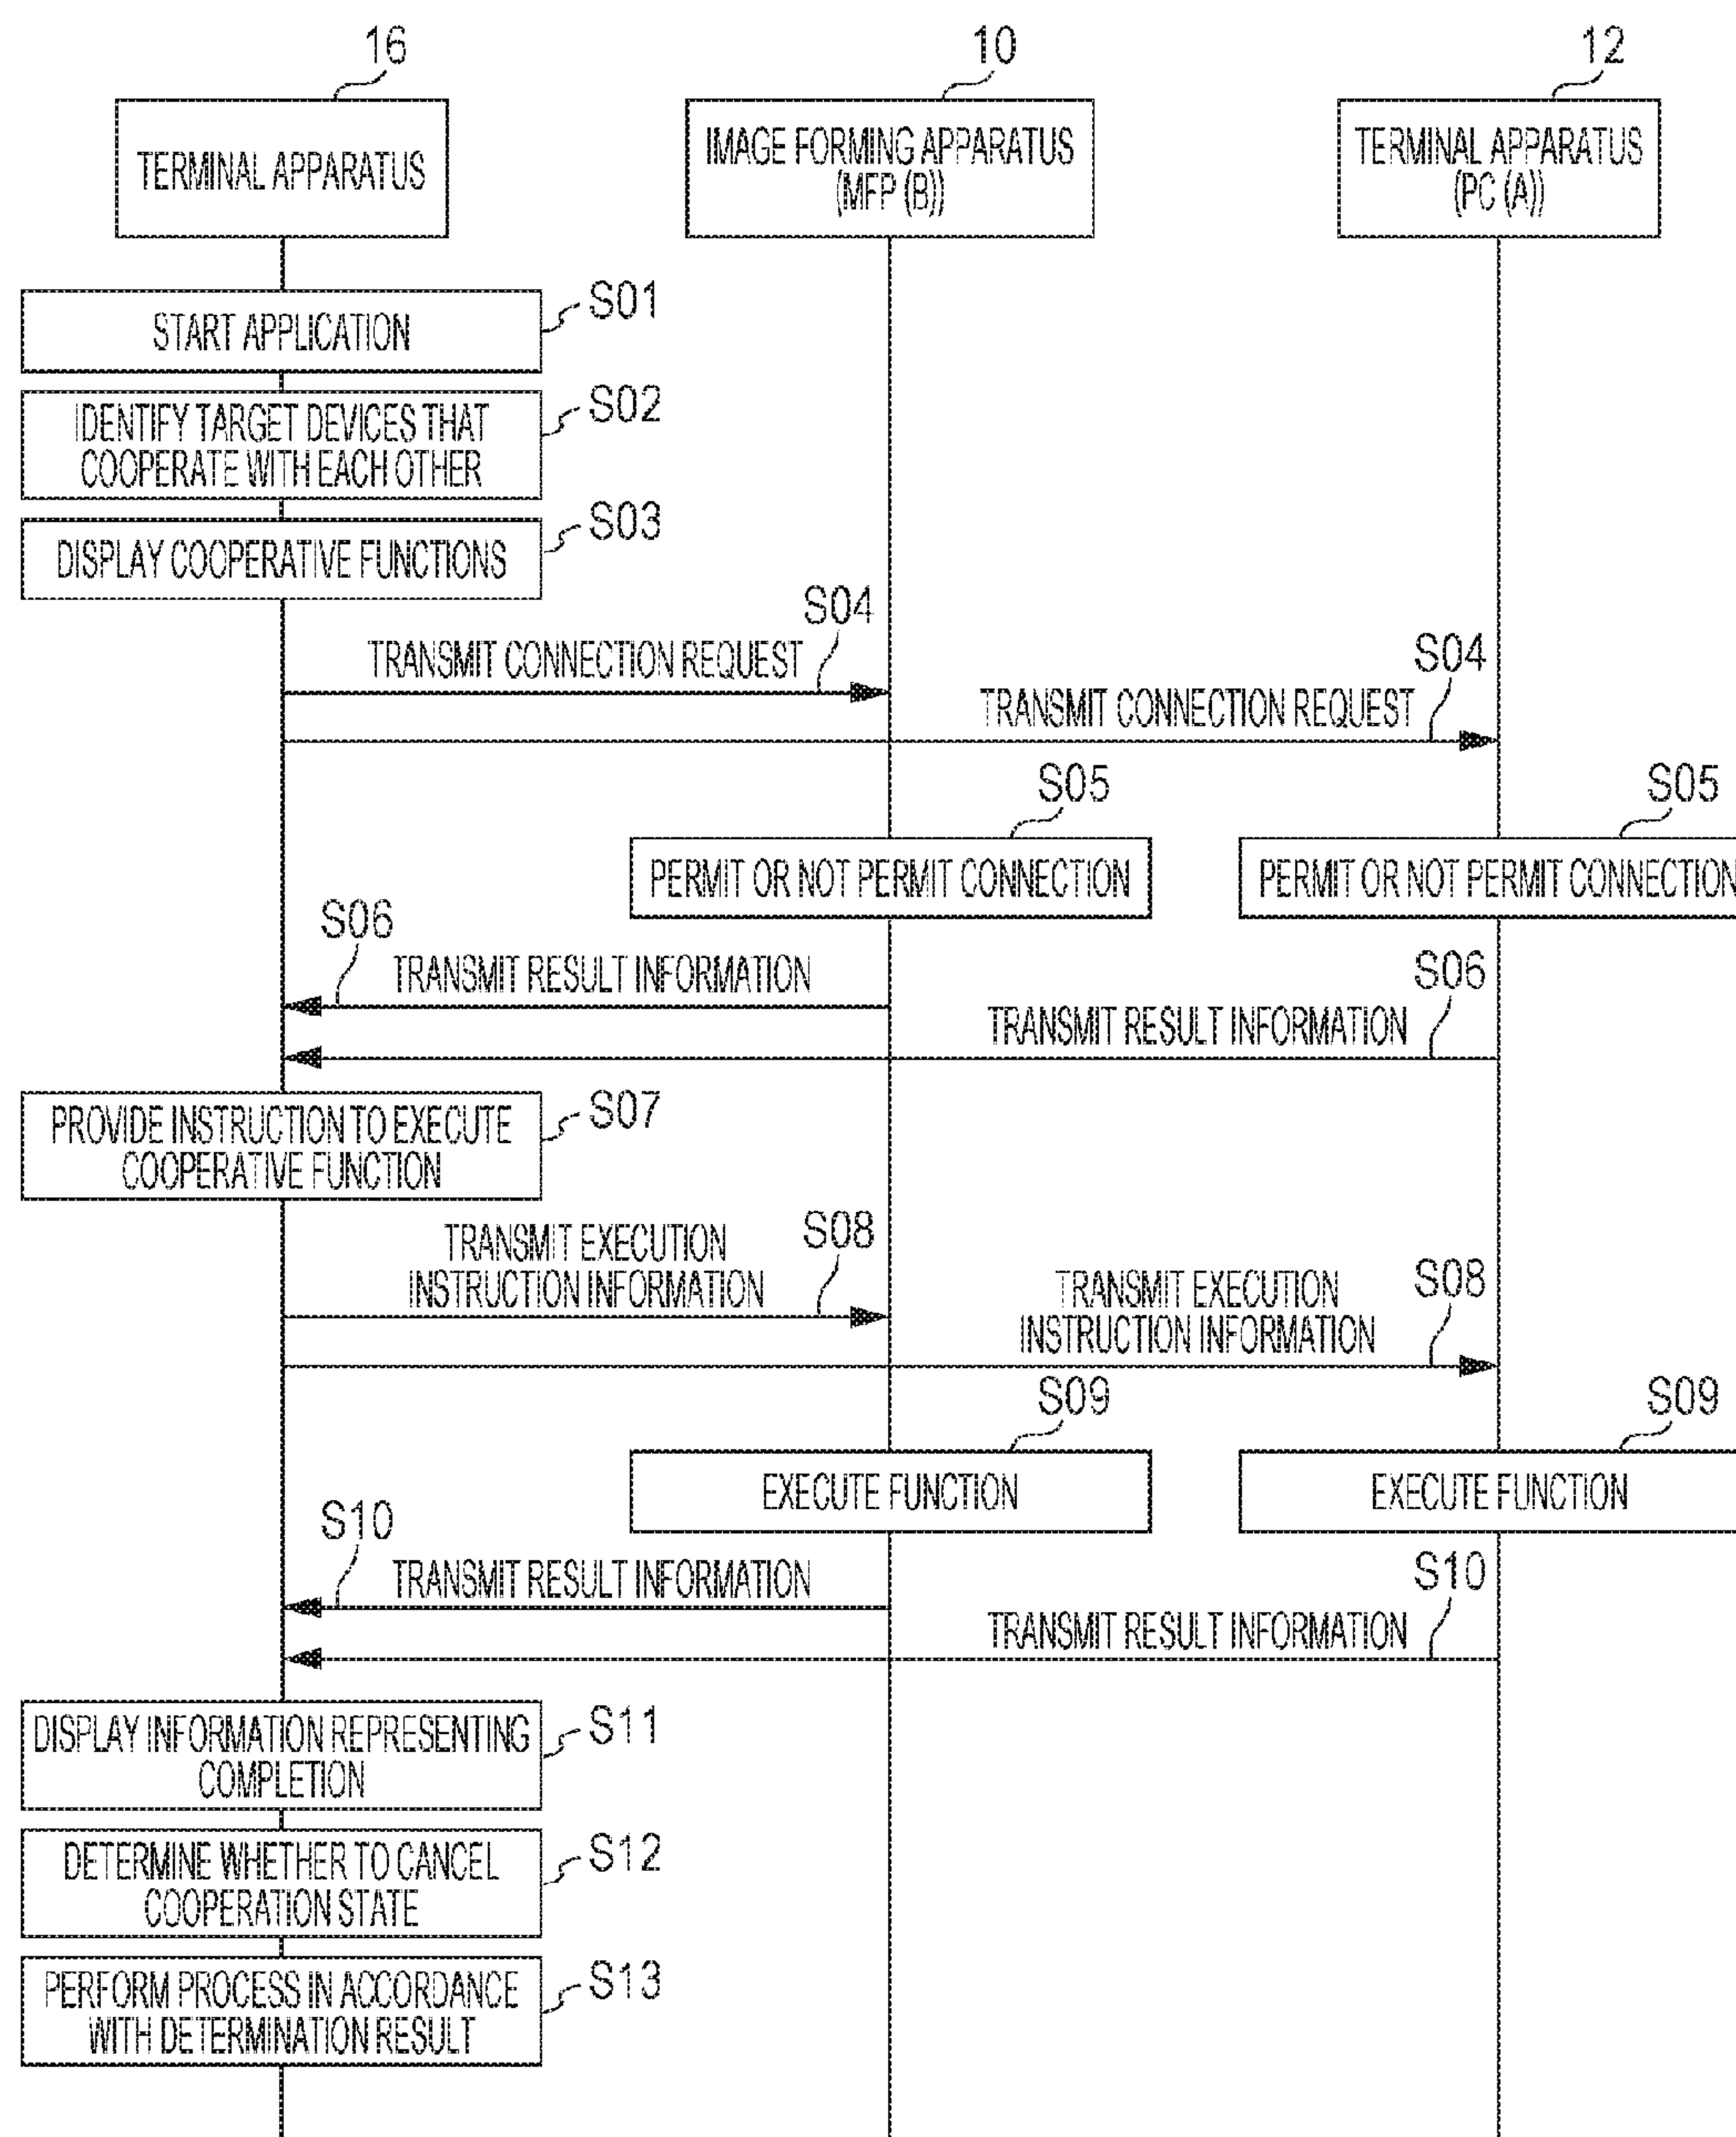 16
10
12
TERMINAL APPARATUS
IMAGE FORMING APPARATUS
(MFP (B))
TERMINAL APPARATUS
(PC (A))
START APPLICATION
S01
IDENTIFY TARGET DEVICES THAT
COOPERATE WITH EACH OTHER
S02
DISPLAY COOPERATIVE FUNCTIONS
S03
TRANSMIT CONNECTION REQUEST
S04
TRANSMIT CONNECTION REQUEST
S04
S05
PERMIT OR NOT PERMIT CONNECTION
S05
PERMIT OR NOT PERMIT CONNECTION
S06
TRANSMIT RESULT INFORMATION
TRANSMIT RESULT INFORMATION
S06
PROVIDE INSTRUCTION TO EXECUTE
COOPERATIVE FUNCTION
S07
TRANSMIT EXECUTION
INSTRUCTION INFORMATION
S08
TRANSMIT EXECUTION
INSTRUCTION INFORMATION
S08
S09
EXECUTE FUNCTION
S09
EXECUTE FUNCTION
S10
TRANSMIT RESULT INFORMATION
TRANSMIT RESULT INFORMATION
S10
DISPLAY INFORMATION REPRESENTING
COMPLETION
S11
DETERMINE WHETHER TO CANCEL
COOPERATION STATE
S12
PERFORM PROCESS IN ACCORDANCE
WITH DETERMINATION RESULT
S13